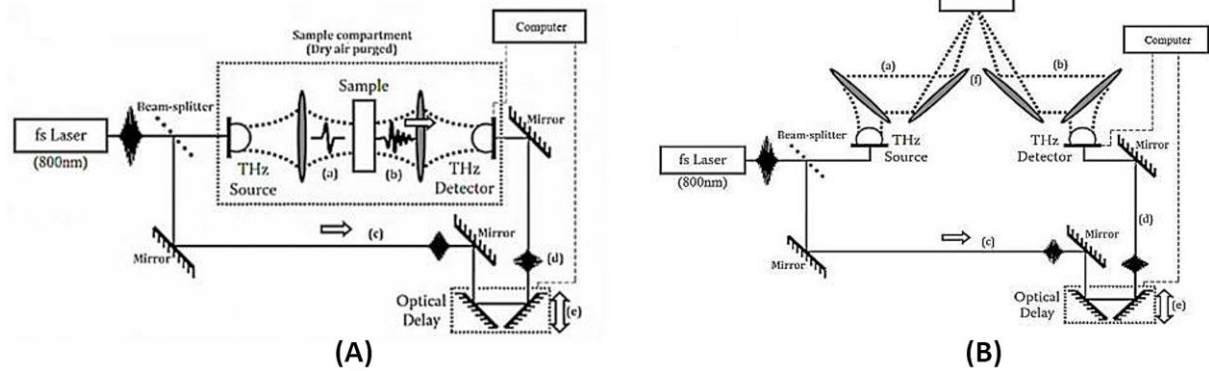 Computer
Sample compartment
(Dry air purged)
Sample
Beam-splitter
Mirror
fs Laser
(800nm)
THz
Source
(a)
(b)
THz
Detector
(c)
Mirror
Mirror
(d)
Optical
Delay
(e)
(A)
Computer
(a)
(f)
(b)
Beam-splitter
THz
Source
THz
Detector
Mirror
fs Laser
(800nm)
(d)
(c)
Mirror
Mirror
Optical
Delay
(e)
(B)